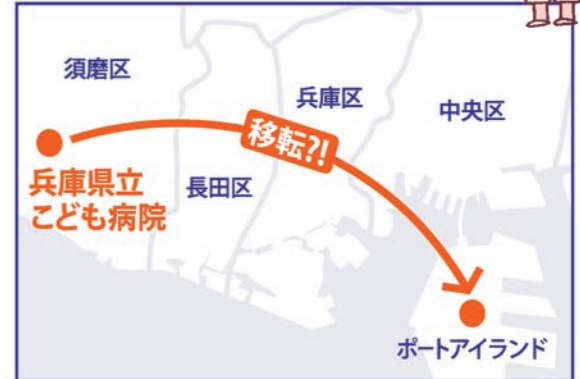 須磨区
兵庫区
中央区
移転?!
兵庫県立
こども病院
長田区
ポートアイランド